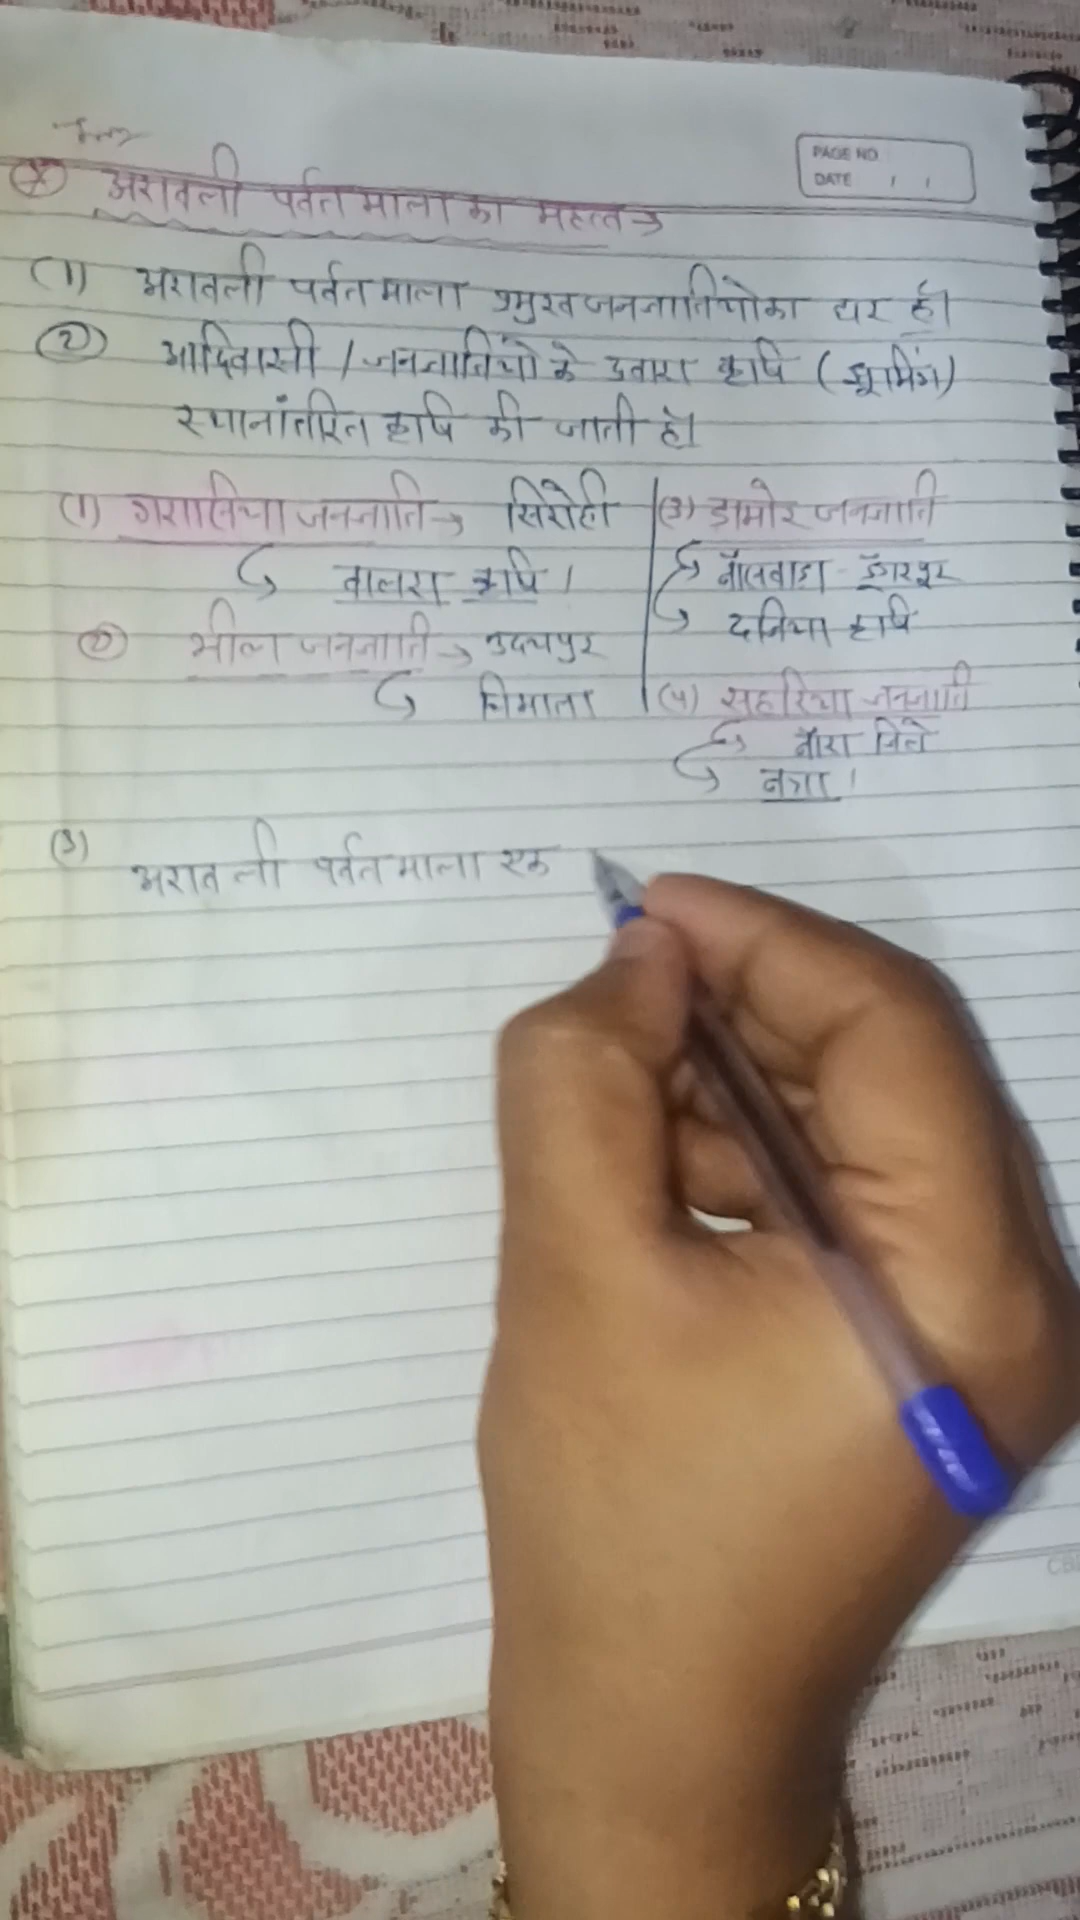 PAGE NO
DATE / /
अरावली पर्वतमाला का महत्व →
(1) अरावली पर्वतमाला प्रमुख जनजातियोका घर है।
(2) आदिवासी / जनजातियों के द्वारा कृषि (झूमिंग)
स्थानांतरित कृषि की जाती है।
(1) गरासिया जनजाति → सिरोही
वालरा कृषि।
(2) भील जनजाति → उदयपुर
चिमाता
(3) डामोर जनजाति
बाँसवाडा - डूँगरपुर
दजिया कृषि
(4) सहरिया जनजाति
बाँरा जिले
(3) अरावली पर्वतमाला एक